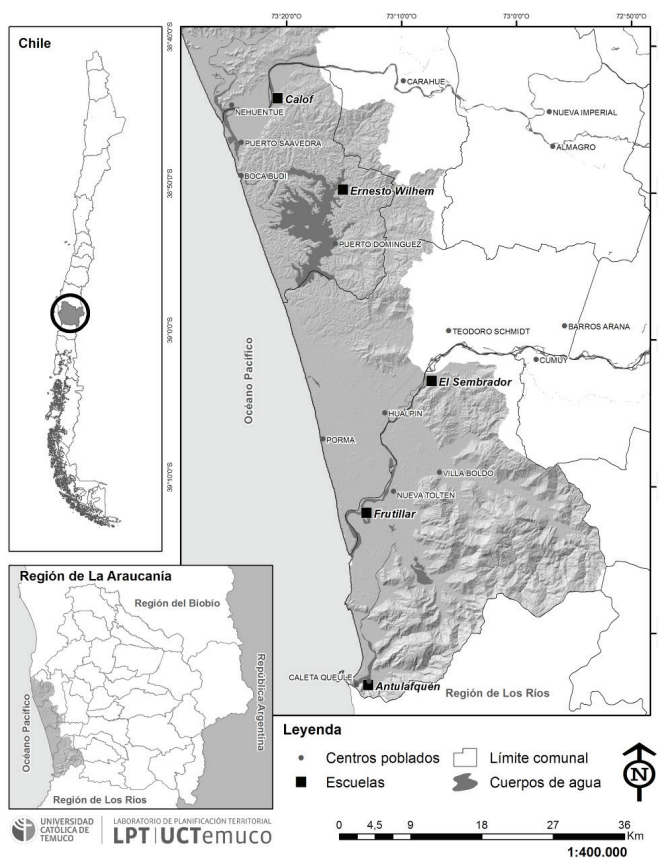 73°20'0"O 73°10'0"O 73°0'0"O 72°50'0"O
Chile
38°40'0"S
38°50'0"S
39°0'0"S
39°10'0"S
CARAHUE
Calof
NEHUENTUE
NUEVA IMPERIAL
PUERTO SAAVEDRA
ALMAGRO
BOCA BUDI
Ernesto Wilhem
PUERTO DOMINGUEZ
TEODORO SCHMIDT
BARROS ARANA
CUMUY
Océano Pacífico
El Sembrador
HUALPIN
PORMA
VILLA BOLDO
NUEVA TOLTEN
Frutillar
CALETA QUEULE
Antulafquén
Región de Los Ríos
Región de La Araucanía
Región del Biobío
Océano Pacífico
República Argentina
Región de Los Ríos
Leyenda
Centros poblados
Límite comunal
Escuelas
Cuerpos de agua
N
0 4,5 9 18 27 36
Km
1:400.000
UNIVERSIDAD
CATÓLICA DE
TEMUCO
LABORATORIO DE PLANIFICACIÓN TERRITORIAL
LPT UCTemuco